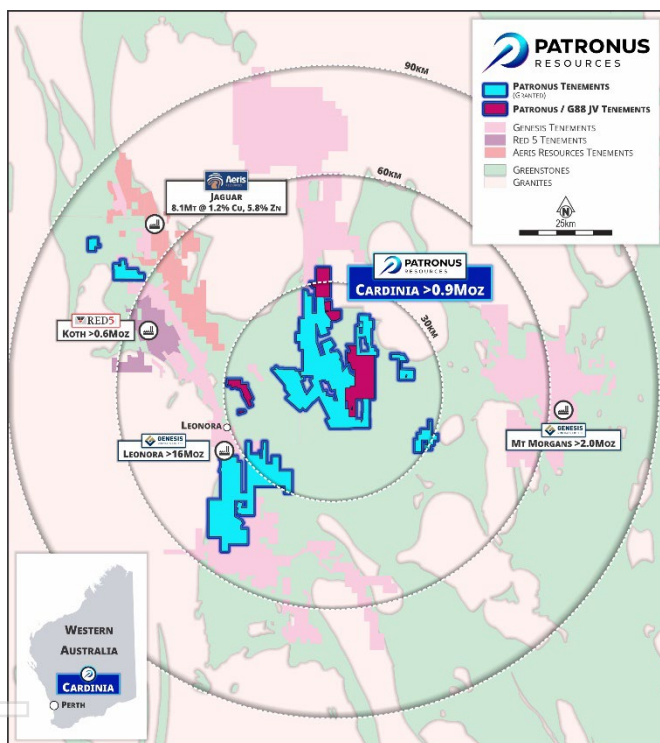 PATRONUS
RESOURCES
PATRONUS TENEMENTS
(GRANTED)
PATRONUS / G88 JV TENEMENTS
GENESIS TENEMENTS
RED 5 TENEMENTS
AERIS RESOURCES TENEMENTS
GREENSTONES
GRANITES
N
25KM
90KM
60KM
30KM
Aeris
JAGUAR
8.1MT @ 1.2% CU, 5.8% ZN
PATRONUS
RESOURCES
CARDINIA >0.9MOZ
RED5
KOTH >0.6MOZ
LEONORA
GENESIS
LEONORA >16MOZ
GENESIS
MT MORGANS >2.0MOZ
WESTERN
AUSTRALIA
CARDINIA
PERTH